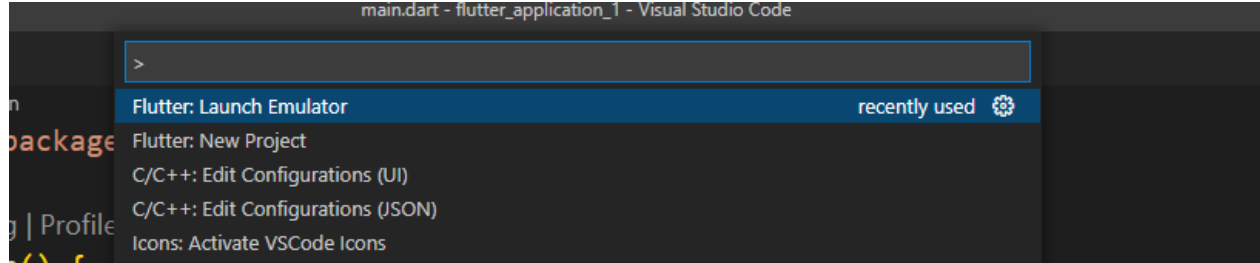 main.dart - flutter_application_1 - Visual Studio Code
>
Flutter: Launch Emulator recently used
package
Flutter: New Project
C/C++: Edit Configurations (UI)
C/C++: Edit Configurations (JSON)
| Profile
Icons: Activate VSCode Icons